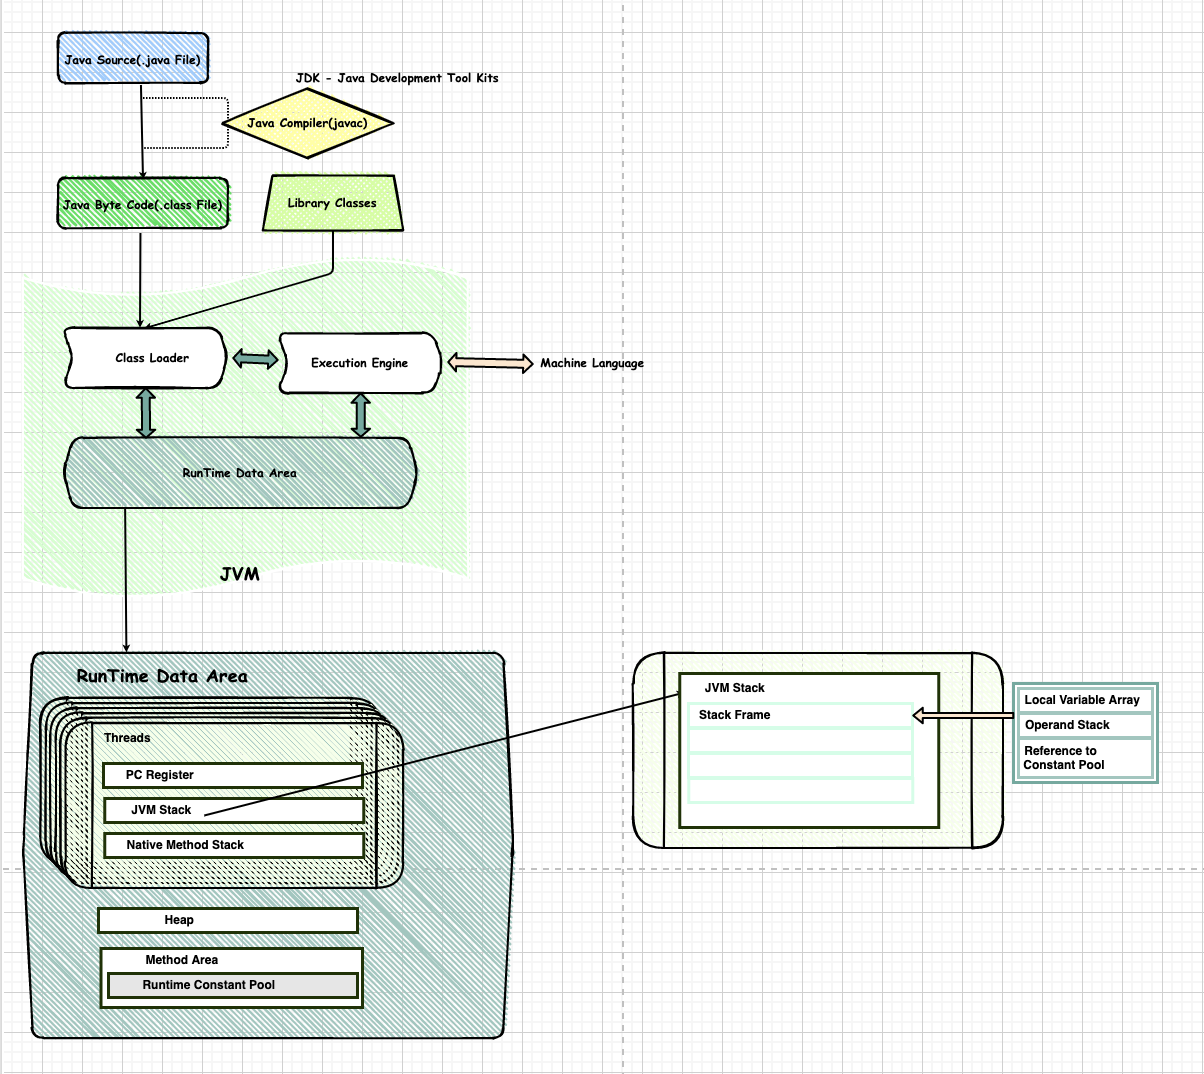 Java Source(.java File)
JDK - Java Development Tool Kits
Java Compiler(javac)
Java Byte Code(.class File)
Library Classes
Class Loader
Execution Engine
Machine Language
RunTime Data Area
JVM
RunTime Data Area
Threads
PC Register
JVM Stack
Native Method Stack
Heap
Method Area
Runtime Constant Pool
JVM Stack
Stack Frame
Local Variable Array
Operand Stack
Reference to
Constant Pool